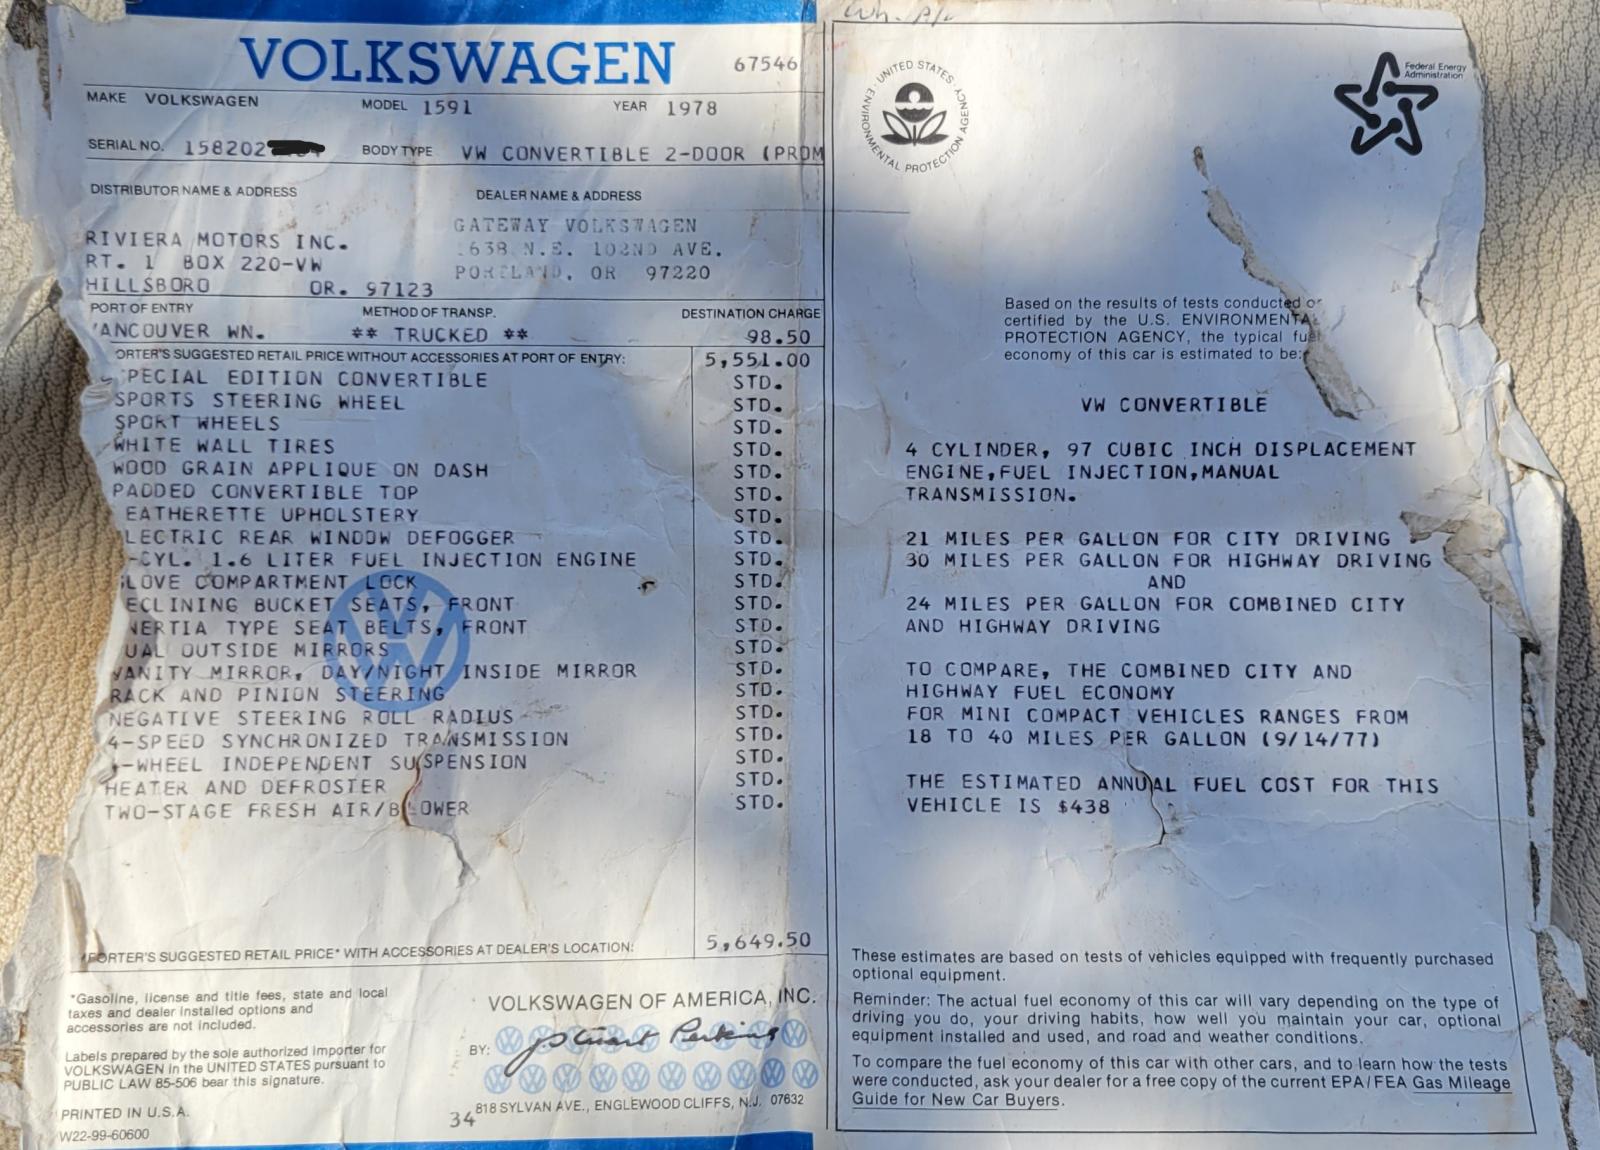 VOLKSWAGEN 67546
MAKE VOLKSWAGEN MODEL 1591 YEAR 1978
SERIAL NO. 158202 BODY TYPE VW CONVERTIBLE 2-DOOR (PROM
DISTRIBUTOR NAME & ADDRESS
RIVIERA MOTORS INC.
RT. 1 BOX 220-VW
HILLSBORO OR. 97123
DEALER NAME & ADDRESS
GATEWAY VOLKSWAGEN
1638 N.E. 102ND AVE.
PORTLAND, OR 97220
PORT OF ENTRY METHOD OF TRANSP. DESTINATION CHARGE
VANCOUVER WN. ** TRUCKED ** 98.50
ORTER'S SUGGESTED RETAIL PRICE WITHOUT ACCESSORIES AT PORT OF ENTRY: 5,551.00
SPECIAL EDITION CONVERTIBLE STD.
SPORTS STEERING WHEEL STD.
SPORT WHEELS STD.
WHITE WALL TIRES STD.
WOOD GRAIN APPLIQUE ON DASH STD.
PADDED CONVERTIBLE TOP STD.
EATHERETTE UPHOLSTERY STD.
LECTRIC REAR WINDOW DEFOGGER STD.
-CYL. 1.6 LITER FUEL INJECTION ENGINE STD.
GLOVE COMPARTMENT LOCK STD.
ECLINING BUCKET SEATS, FRONT STD.
NERTIA TYPE SEAT BELTS, FRONT STD.
UAL OUTSIDE MIRRORS STD.
VANITY MIRROR, DAY/NIGHT INSIDE MIRROR STD.
RACK AND PINION STEERING STD.
NEGATIVE STEERING ROLL RADIUS STD.
4-SPEED SYNCHRONIZED TRANSMISSION STD.
4-WHEEL INDEPENDENT SUSPENSION STD.
HEATER AND DEFROSTER STD.
TWO-STAGE FRESH AIR/BLOWER STD.
PORTER'S SUGGESTED RETAIL PRICE* WITH ACCESSORIES AT DEALER'S LOCATION: 5,649.50
*Gasoline, license and title fees, state and local
taxes and dealer installed options and
accessories are not included.
Labels prepared by the sole authorized importer for
VOLKSWAGEN in the UNITED STATES pursuant to
PUBLIC LAW 85-506 bear this signature.
PRINTED IN U.S.A.
W22-99-60600
VOLKSWAGEN OF AMERICA, INC.
BY: J Stuart Perkins
34 818 SYLVAN AVE., ENGLEWOOD CLIFFS, N.J. 07632
UNITED STATES ENVIRONMENTAL PROTECTION AGENCY
Federal Energy
Administration
Based on the results of tests conducted or
certified by the U.S. ENVIRONMENTA
PROTECTION AGENCY, the typical fuel
economy of this car is estimated to be:
VW CONVERTIBLE
4 CYLINDER, 97 CUBIC INCH DISPLACEMENT
ENGINE,FUEL INJECTION,MANUAL
TRANSMISSION.
21 MILES PER GALLON FOR CITY DRIVING
30 MILES PER GALLON FOR HIGHWAY DRIVING
AND
24 MILES PER GALLON FOR COMBINED CITY
AND HIGHWAY DRIVING
TO COMPARE, THE COMBINED CITY AND
HIGHWAY FUEL ECONOMY
FOR MINI COMPACT VEHICLES RANGES FROM
18 TO 40 MILES PER GALLON (9/14/77)
THE ESTIMATED ANNUAL FUEL COST FOR THIS
VEHICLE IS $438
These estimates are based on tests of vehicles equipped with frequently purchased
optional equipment.
Reminder: The actual fuel economy of this car will vary depending on the type of
driving you do, your driving habits, how well you maintain your car, optional
equipment installed and used, and road and weather conditions.
To compare the fuel economy of this car with other cars, and to learn how the tests
were conducted, ask your dealer for a free copy of the current EPA/FEA Gas Mileage
Guide for New Car Buyers.